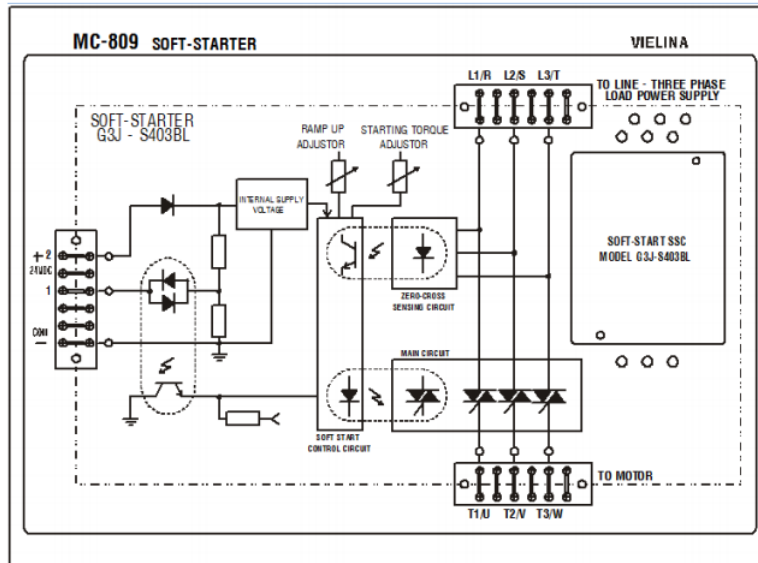 MC-809 SOFT-STARTER
VIELINA
L1/R L2/S L3/T
TO LINE - THREE PHASE
LOAD POWER SUPPLY
SOFT-STARTER
G3J - S403BL
RAMP UP
ADJUSTOR
STARTING TORQUE
ADJUSTOR
INTERNAL SUPPLY
VOLTAGE
+ 2
24VDC
1
COM
-
SOFT-START SSC
MODEL G3J-S403BL
ZERO-CROSS
SENSING CIRCUIT
MAIN CIRCUIT
SOFT START
CONTROL CIRCUIT
TO MOTOR
T1/U T2/V T3/W